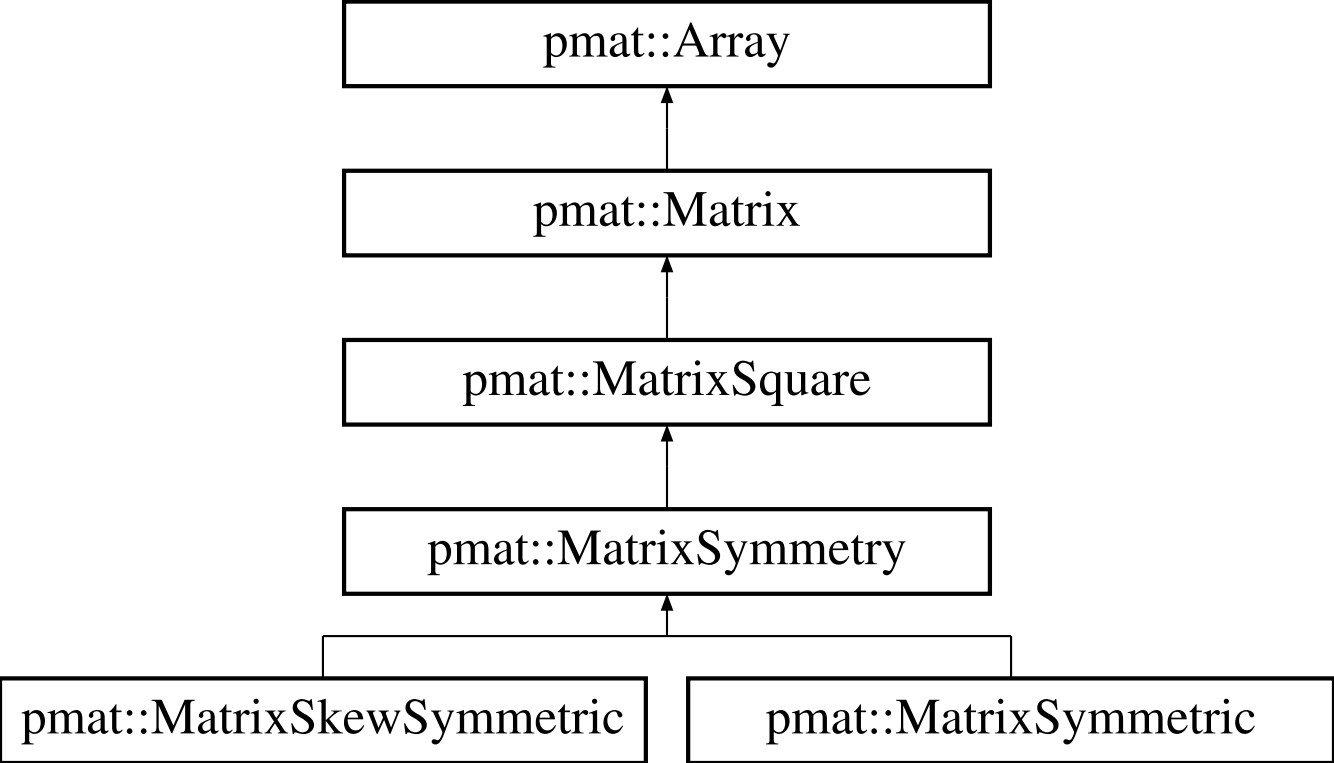 pmat::Array
pmat::Matrix
pmat::MatrixSquare
pmat::MatrixSymmetry
pmat::MatrixSkewSymmetric
pmat::MatrixSymmetric